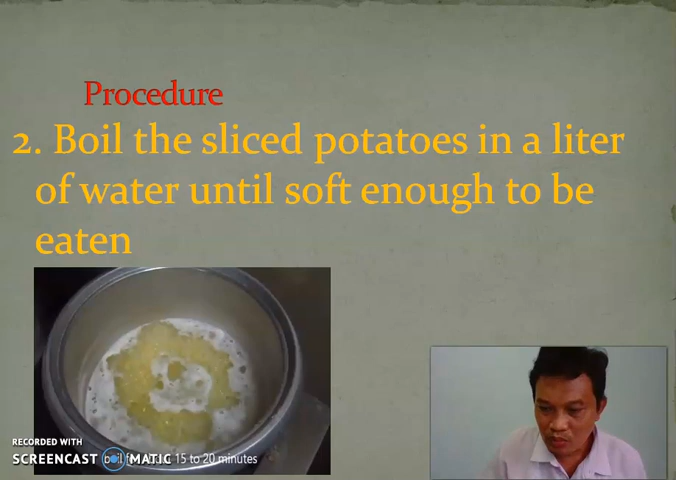 Procedure
2. Boil the sliced potatoes in a liter
of water until soft enough to be
eaten
RECORDED WITH
SCREENCAST MATIC
boil 15 to 20 minutes